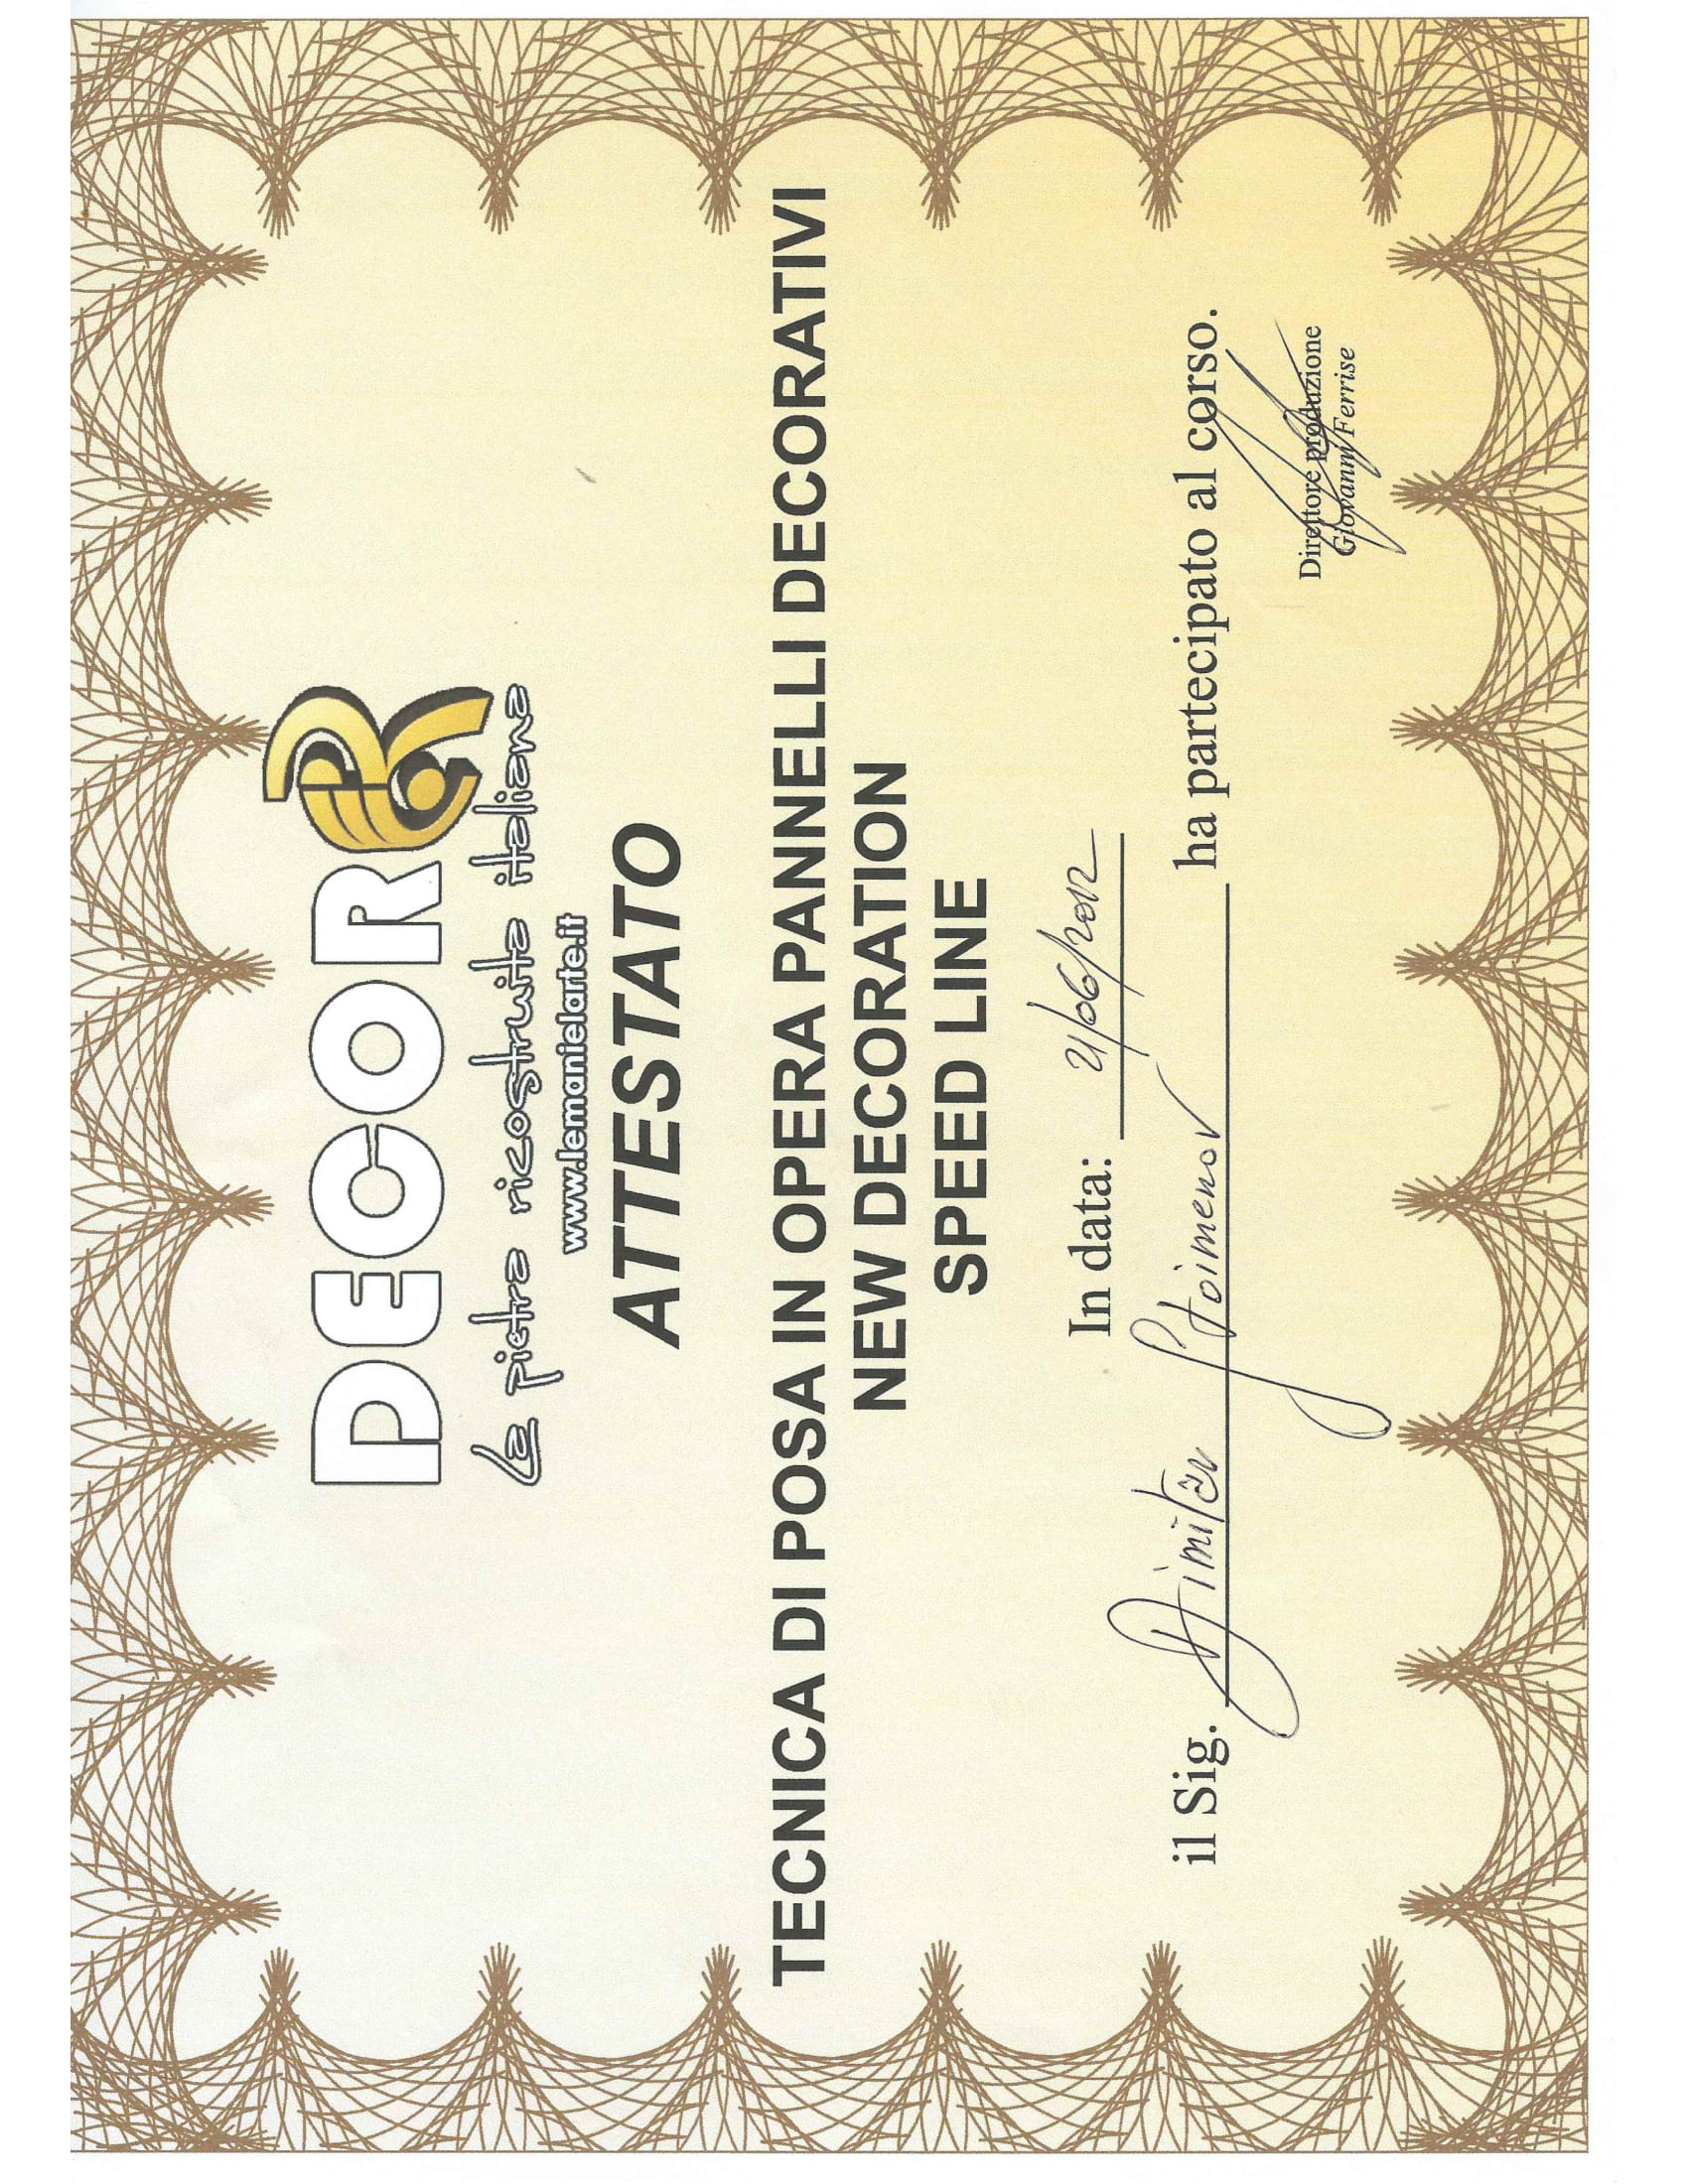 DECOR
La pietra ricostruita italiana
www.lemanielarte.it
ATTESTATO
TECNICA DI POSA IN OPERA PANNELLI DECORATIVI
NEW DECORATION
SPEED LINE
In data: 21/06/2012
il Sig. Dimitar Stoimenov ha partecipato al corso.
Direttore produzione
Giovanni Ferrise